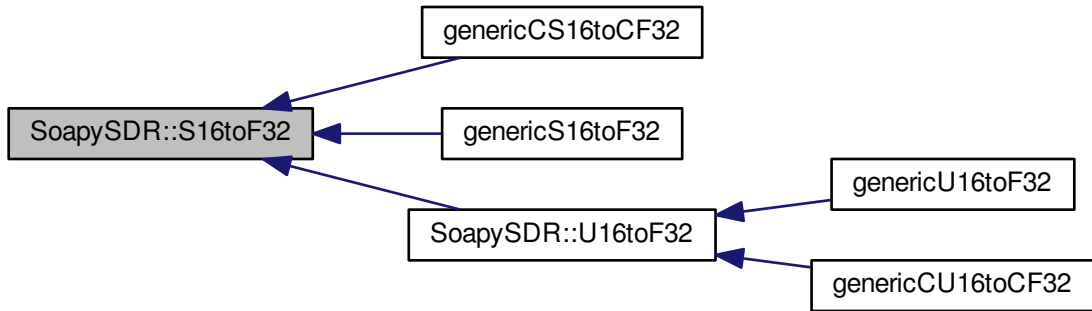 genericCS16toCF32
SoapySDR::S16toF32
genericS16toF32
genericU16toF32
SoapySDR::U16toF32
genericCU16toCF32